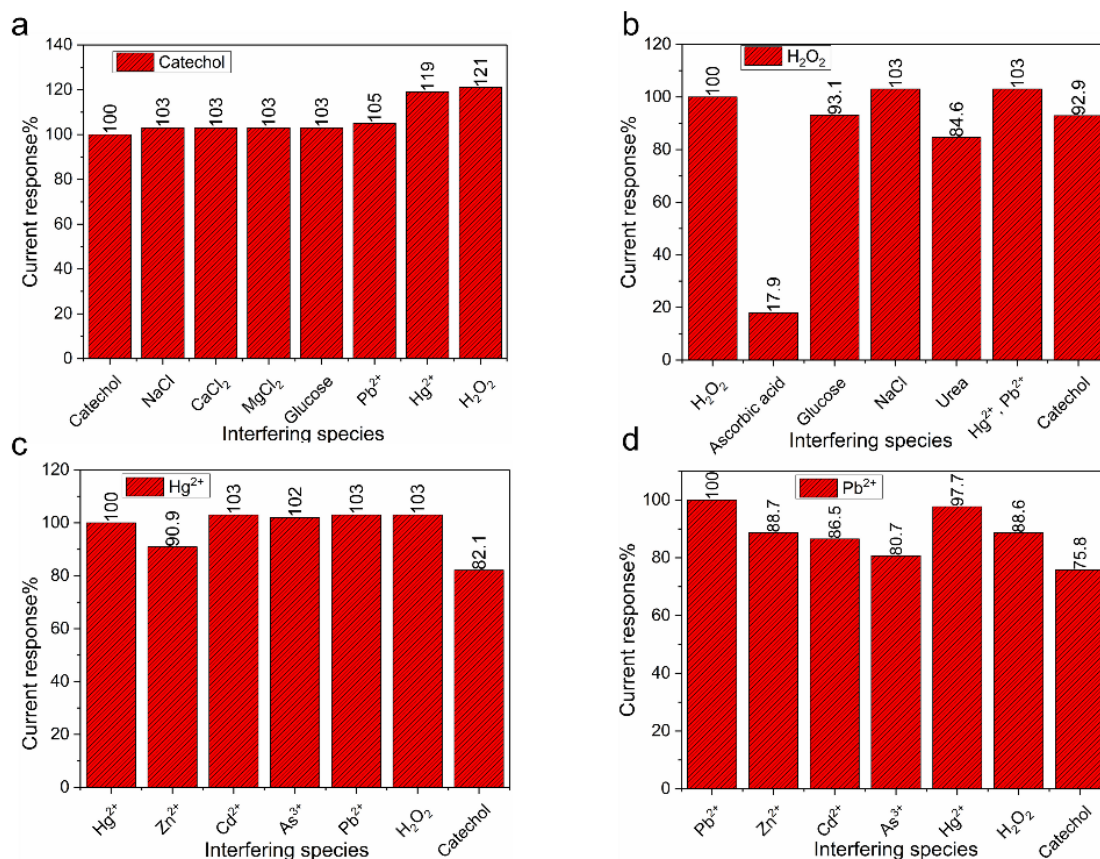 a
Catechol
Current response%
140
120
100
80
60
40
20
0
100
103
103
103
103
105
119
121
Catechol
NaCl
CaCl₂
MgCl₂
Glucose
Pb²⁺
Hg²⁺
H₂O₂
Interfering species
b
H₂O₂
Current response%
120
100
80
60
40
20
0
100
17.9
93.1
103
84.6
103
92.9
H₂O₂
Ascorbic acid
Glucose
NaCl
Urea
Hg²⁺, Pb²⁺
Catechol
Interfering species
c
Hg²⁺
Current response%
120
100
80
60
40
20
0
100
90.9
103
102
103
103
82.1
Hg²⁺
Zn²⁺
Cd²⁺
As³⁺
Pb²⁺
H₂O₂
Catechol
Interfering species
d
Pb²⁺
Current response%
100
80
60
40
20
0
100
88.7
86.5
80.7
97.7
88.6
75.8
Pb²⁺
Zn²⁺
Cd²⁺
As³⁺
Hg²⁺
H₂O₂
Catechol
Interfering species